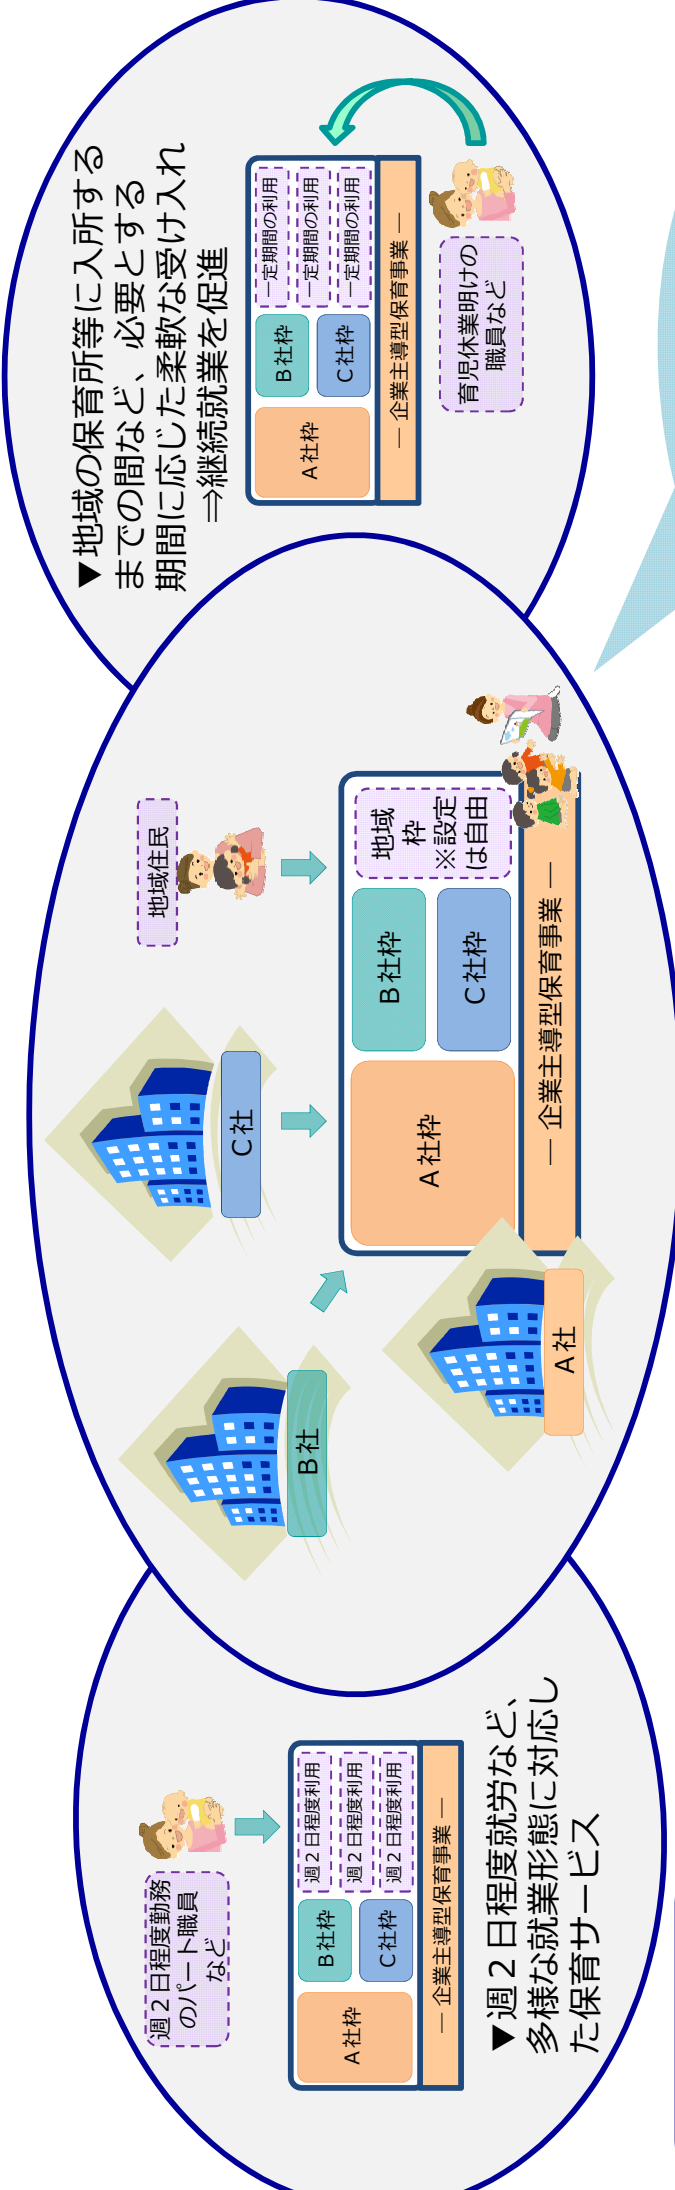 週２日程度勤務
のパート職員
など
A社枠
B社枠
C社枠
週２日程度利用
週２日程度利用
週２日程度利用
― 企業主導型保育事業 ―
▼週２日程度就労など、
多様な就業形態に対応し
た保育サービス
B社
C社
地域住民
A社
A社枠
B社枠
C社枠
地域
枠
※設定
は自由
― 企業主導型保育事業 ―
▼地域の保育所等に入所する
までの間など、必要とする
期間に応じた柔軟な受け入れ
⇒継続就業を促進
A社枠
B社枠
C社枠
一定期間の利用
一定期間の利用
一定期間の利用
― 企業主導型保育事業 ―
育児休業明けの
職員など